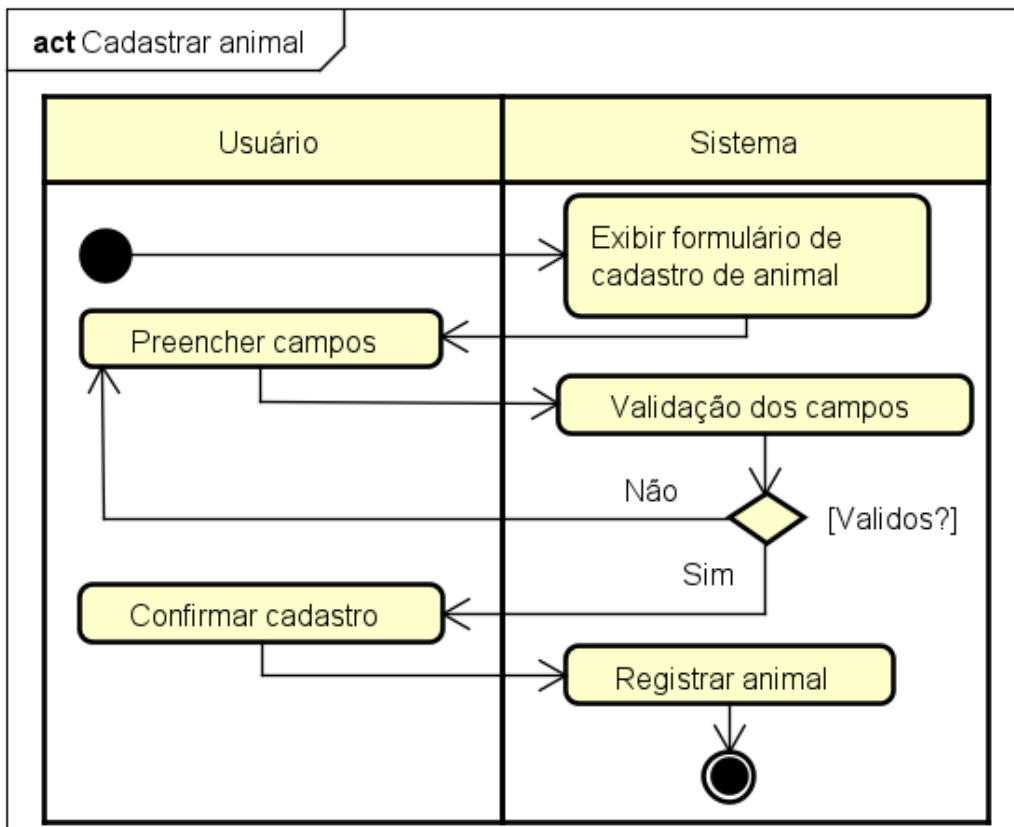 act Cadastrar animal
Usuário
Sistema
Exibir formulário de
cadastro de animal
Preencher campos
Validação dos campos
Não
[Validos?]
Sim
Confirmar cadastro
Registrar animal